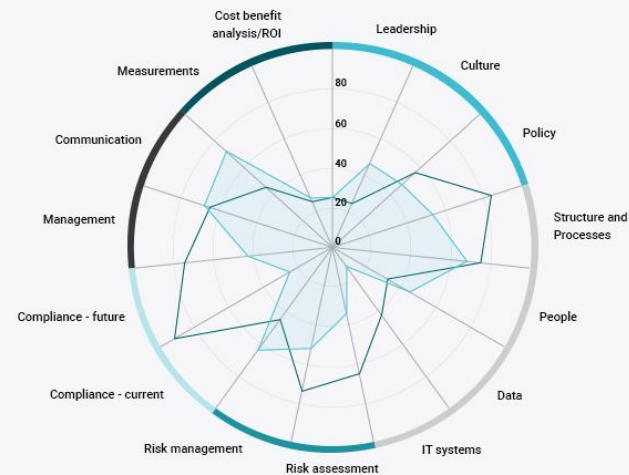 Cost benefit
analysis/ROI
Leadership
Culture
Policy
Structure and
Processes
People
Data
IT systems
Risk assessment
Risk management
Compliance - current
Compliance - future
Management
Communication
Measurements
80
60
40
20
0